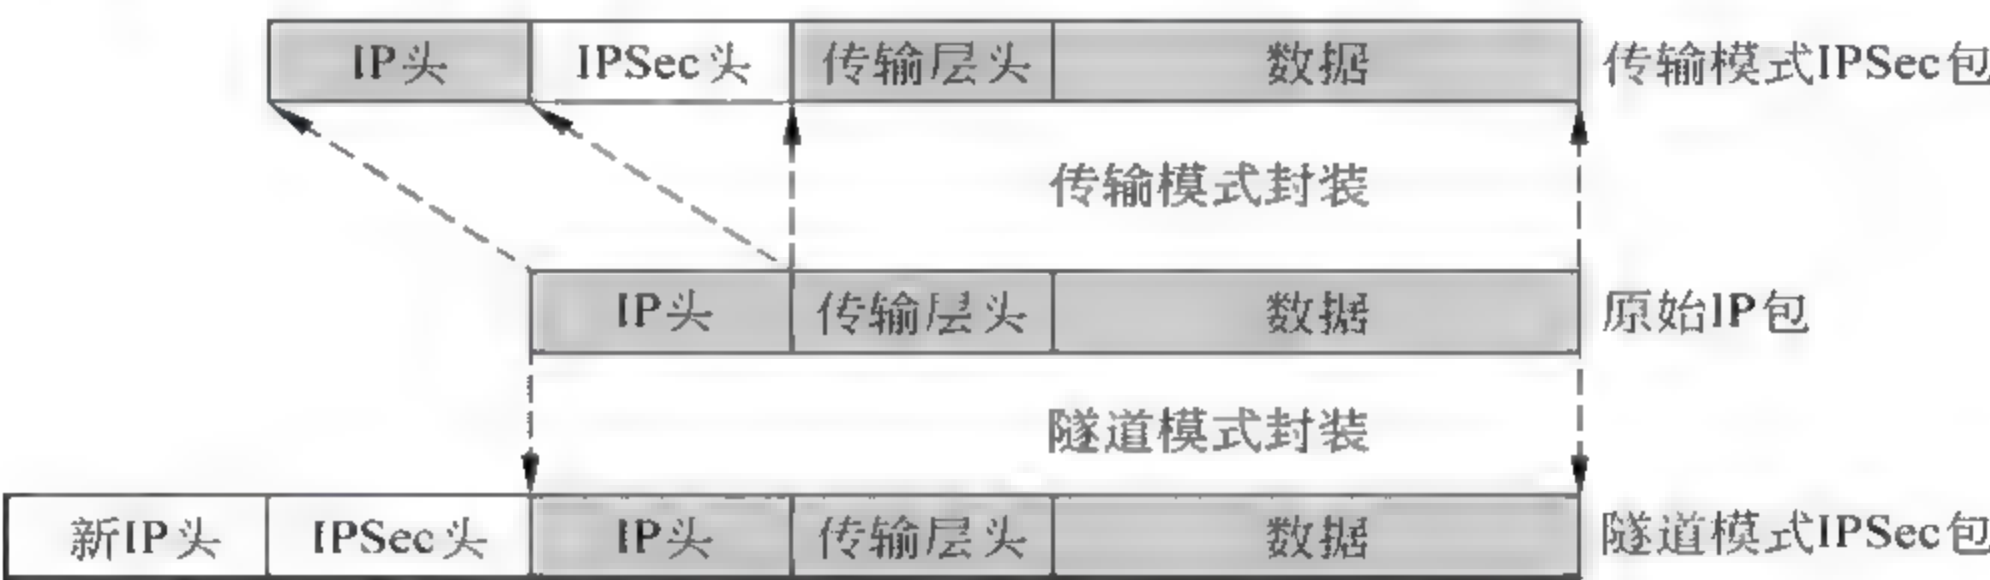 IP头 IPSec头 传输层头 数据 传输模式IPSec包
传输模式封装
IP头 传输层头 数据 原始IP包
隧道模式封装
新IP头 IPSec头 IP头 传输层头 数据 隧道模式IPSec包